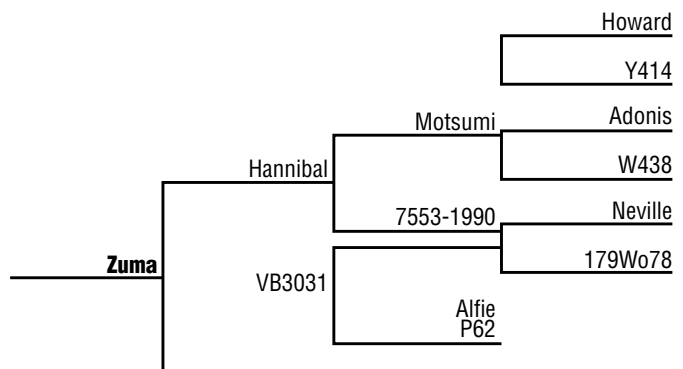 Howard
Y414
Motsumi
Adonis
Hannibal
W438
7553-1990
Neville
Zuma
179Wo78
VB3031
Alfie
P62